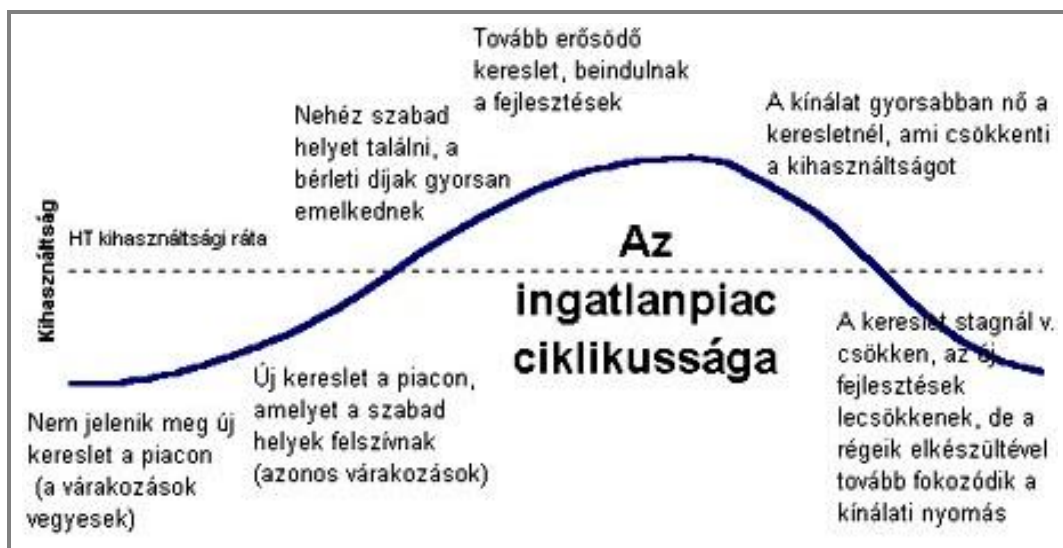 Tovább erősödő
kereslet, beindulnak
a fejlesztések
Nehéz szabad
helyet találni, a
bérleti díjak gyorsan
emelkednek
A kínálat gyorsabban nő a
keresletnél, ami csökkenti
a kihasználtságot
Kihasználtság
HT kihasználtsági ráta
Az
ingatlanpiac
ciklikussága
Új kereslet a piacon,
amelyet a szabad
helyek felszívnak
(azonos várakozások)
Nem jelenik meg új
kereslet a piacon
(a várakozások
vegyesek)
A kereslet stagnál v.
csökken, az új
fejlesztések
lecsökkenek, de a
régeik elkészültével
tovább fokozódik a
kínálati nyomás